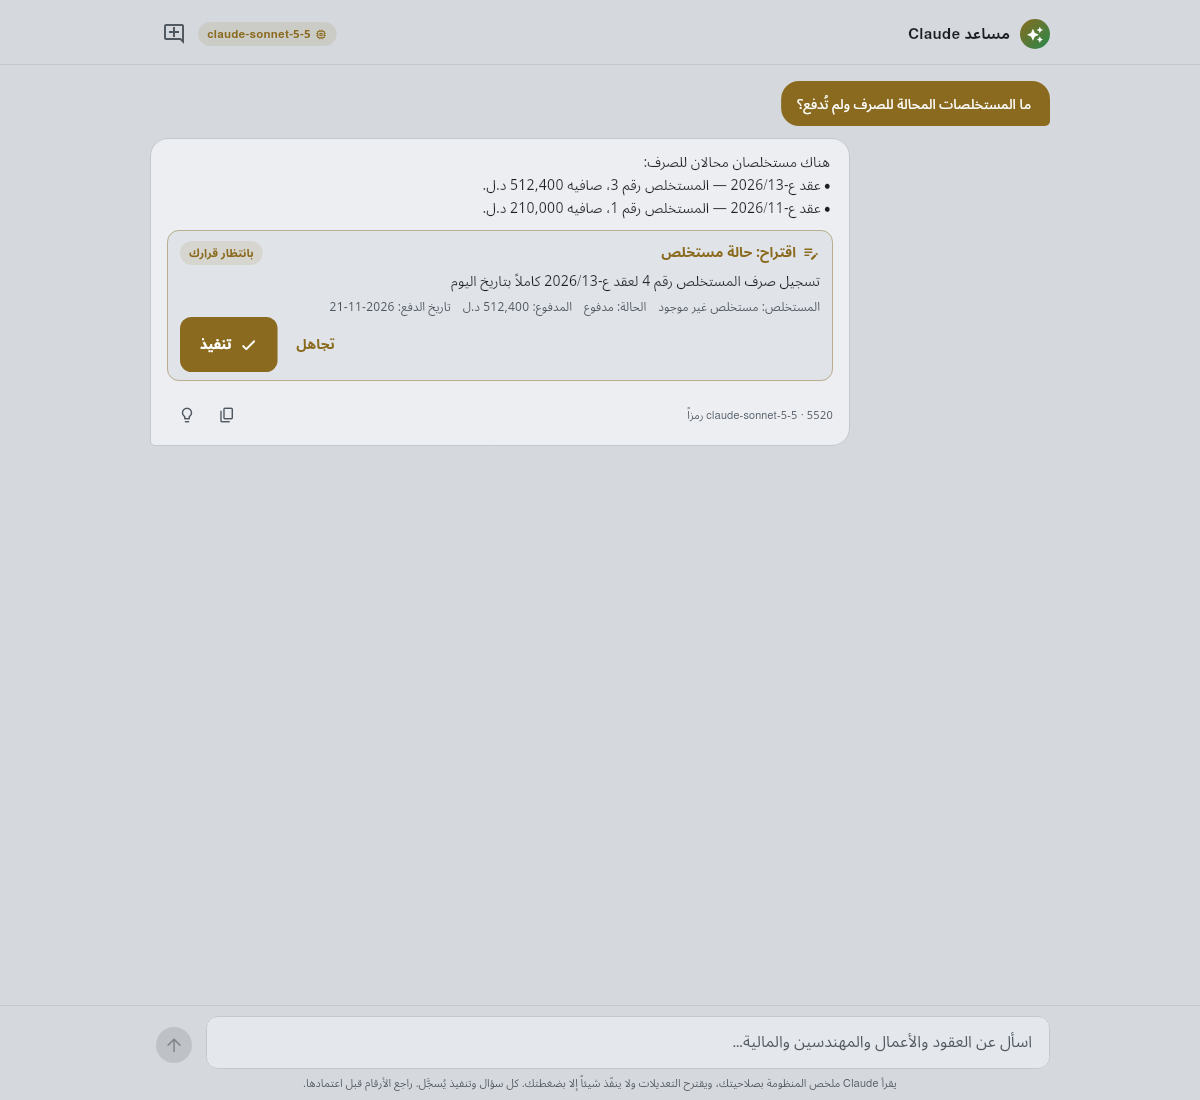 مساعد Claude
claude-sonnet-5-5
ما المستخلصات المحالة للصرف ولم تُدفع؟
هناك مستخلصان محالان للصرف:
• عقد ع-2026/13 — المستخلص رقم 3، صافيه 512,400 د.ل.
• عقد ع-2026/11 — المستخلص رقم 1، صافيه 210,000 د.ل.
اقتراح: حالة مستخلص
بانتظار قرارك
تسجيل صرف المستخلص رقم 4 لعقد ع-2026/13 كاملاً بتاريخ اليوم
المستخلص: مستخلص غير موجود الحالة: مدفوع المدفوع: 512,400 د.ل تاريخ الدفع: 2026-11-21
تجاهل
تنفيذ
claude-sonnet-5-5 · 5520 رمزاً
اسأل عن العقود والأعمال والمهندسين والمالية...
يقرأ Claude ملخص المنظومة بصلاحيتك، ويقترح التعديلات ولا ينفّذ شيئاً إلا بضغطتك. كل سؤال وتنفيذ يُسجَّل. راجع الأرقام قبل اعتمادها.